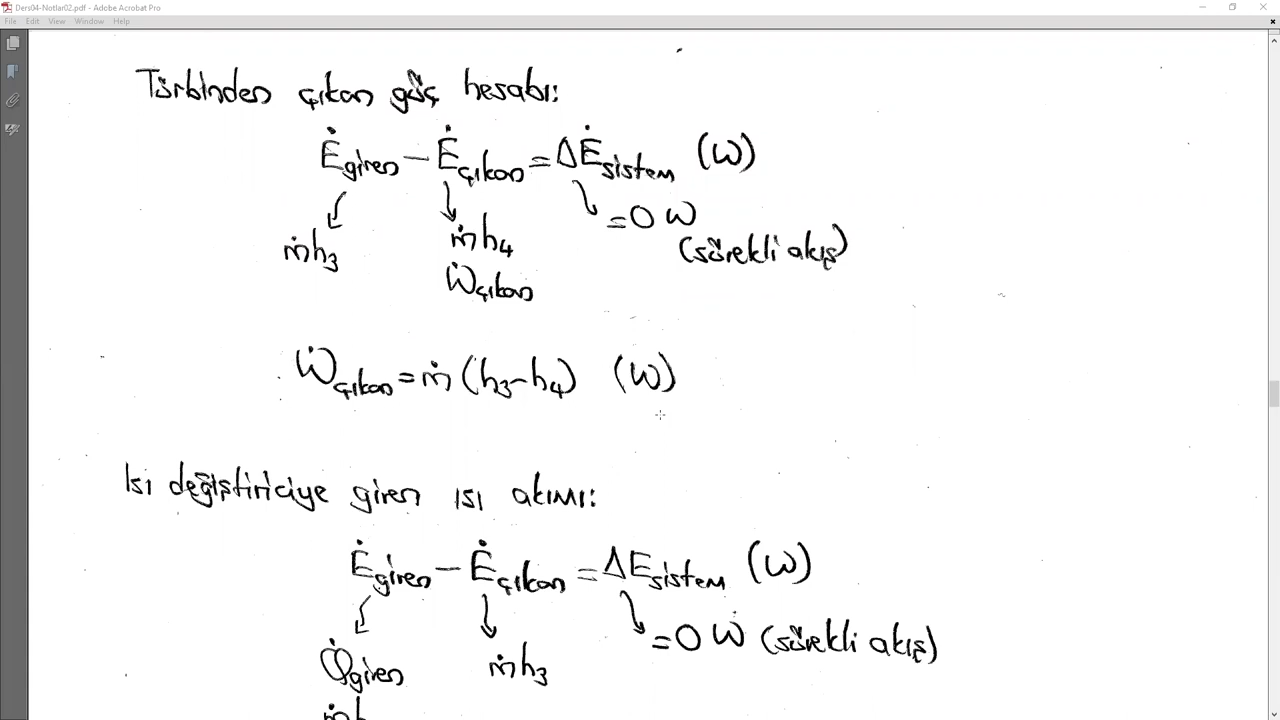 Ders04-Notlar02.pdf - Adobe Acrobat Pro
File Edit View Window Help
Türbinden çıkan güç hesabı:
Ėgiren − Ėçıkan = ΔĖsistem (W)
= 0 W
ṁh3 ṁh4 (sürekli akış)
Ẇçıkan
Ẇçıkan = ṁ (h3 − h4) (W)
Isı değiştiriciye giren ısı akımı:
Ėgiren − Ėçıkan = ΔEsistem (W)
= 0 W (sürekli akış)
Q̇giren ṁh3
ṁh